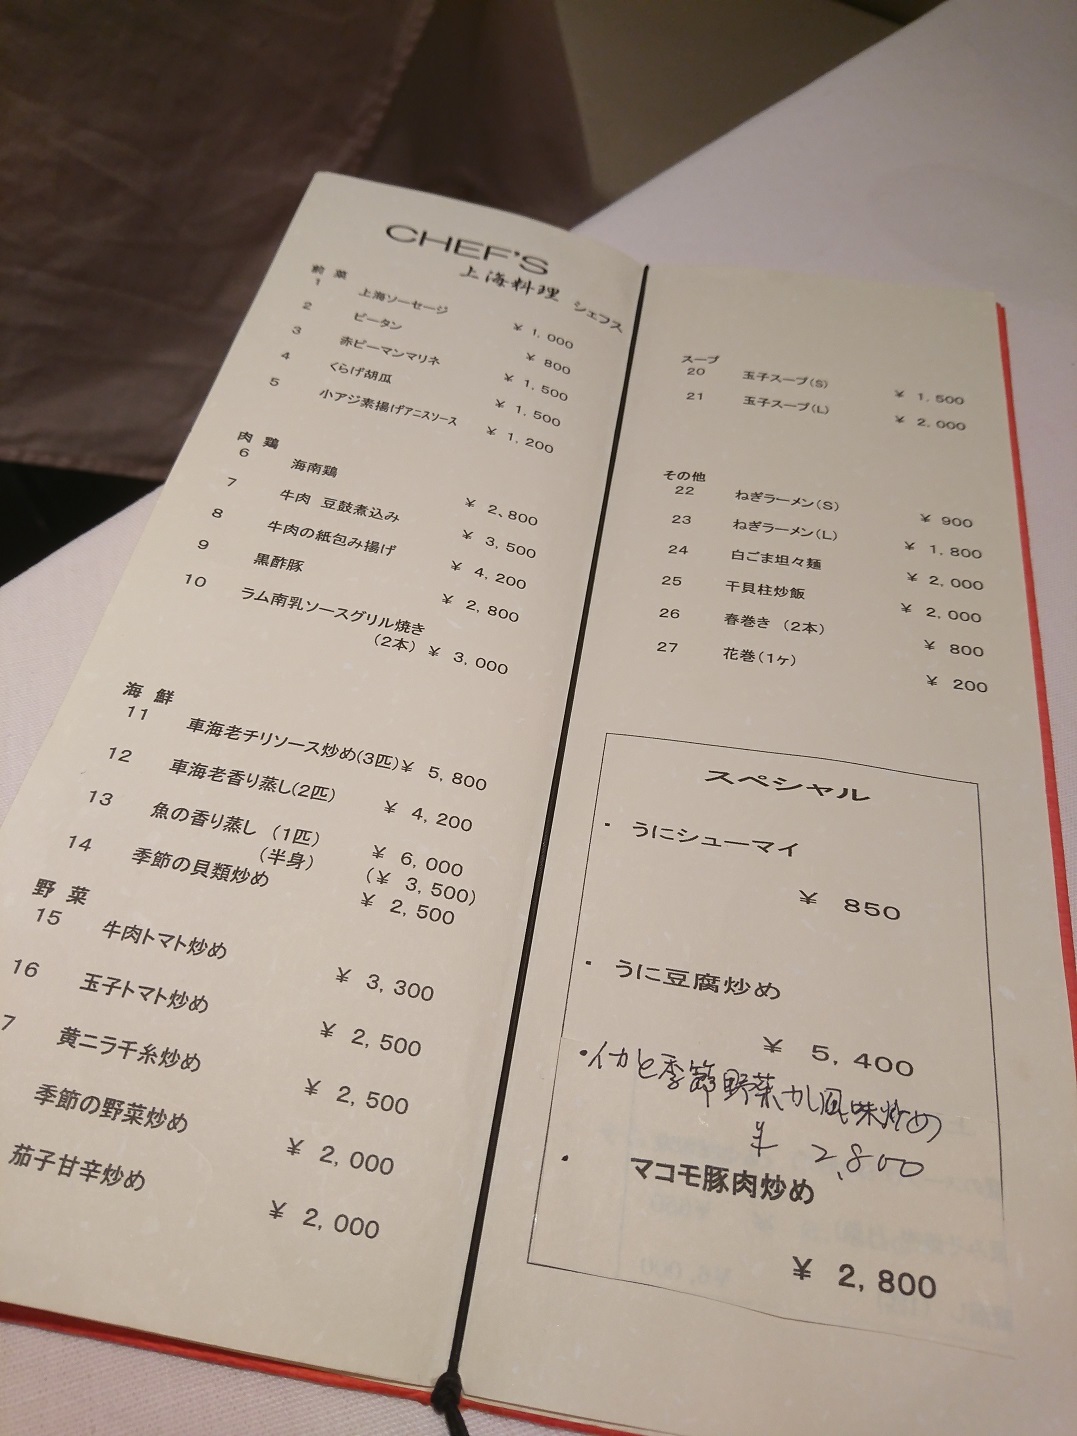 CHEF'S
上海料理 シェフス
前菜
1 上海ソーセージ ¥ 1,000
2 ピータン ¥ 800
3 赤ピーマンマリネ ¥ 1,500
4 くらげ胡瓜 ¥ 1,500
5 小アジ素揚げアニスソース ¥ 1,200
肉 鶏
6 海南鶏 ¥ 2、800
7 牛肉 豆鼓煮込み ¥ 3,500
8 牛肉の紙包み揚げ ¥ 4,200
9 黒酢豚 ¥ 2,800
10 ラム南乳ソースグリル焼き
(2本) ¥ 3,000
海 鮮
11 車海老チリソース炒め(3匹) ¥ 5,800
12 車海老香り蒸し(2匹) ¥ 4,200
13 魚の香り蒸し (1匹) ¥ 6,000
(半身) (¥ 3,500)
14 季節の貝類炒め ¥ 2,500
野 菜
15 牛肉トマト炒め ¥ 3,300
16 玉子トマト炒め ¥ 2,500
7 黄ニラ干糸炒め ¥ 2,500
季節の野菜炒め ¥ 2,000
茄子甘辛炒め ¥ 2,000
スープ
20 玉子スープ(S) ¥ 1,500
21 玉子スープ(L) ¥ 2,000
その他
22 ねぎラーメン(S) ¥ 900
23 ねぎラーメン(L) ¥ 1,800
24 白ごま坦々麺 ¥ 2,000
25 干貝柱炒飯 ¥ 2,000
26 春巻き (2本) ¥ 800
27 花巻(1ヶ) ¥ 200
スペシャル
・ うにシューマイ
¥ 850
・ うに豆腐炒め
¥ 5,400
・イカと季節野菜カレー風味炒め
¥ 2,800
・ マコモ豚肉炒め
¥ 2,800